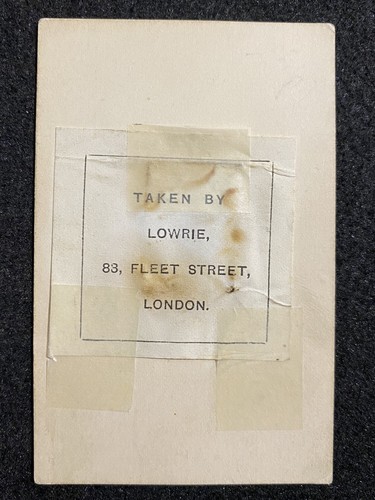 TAKEN BY
LOWRIE,
83, FLEET STREET,
LONDON.